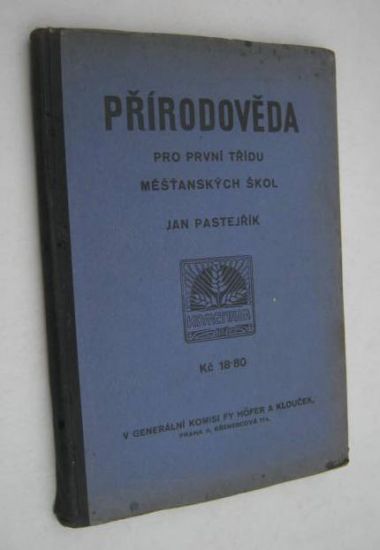 PŘÍRODOVĚDA
PRO PRVNÍ TŘÍDU
MĚŠŤANSKÝCH ŠKOL
JAN PASTEJŘÍK
KOMENIUM
Kč 18·80
V GENERÁLNÍ KOMISI FY HÖFER A KLOUČEK,
PRAHA II, KŘEMENCOVA